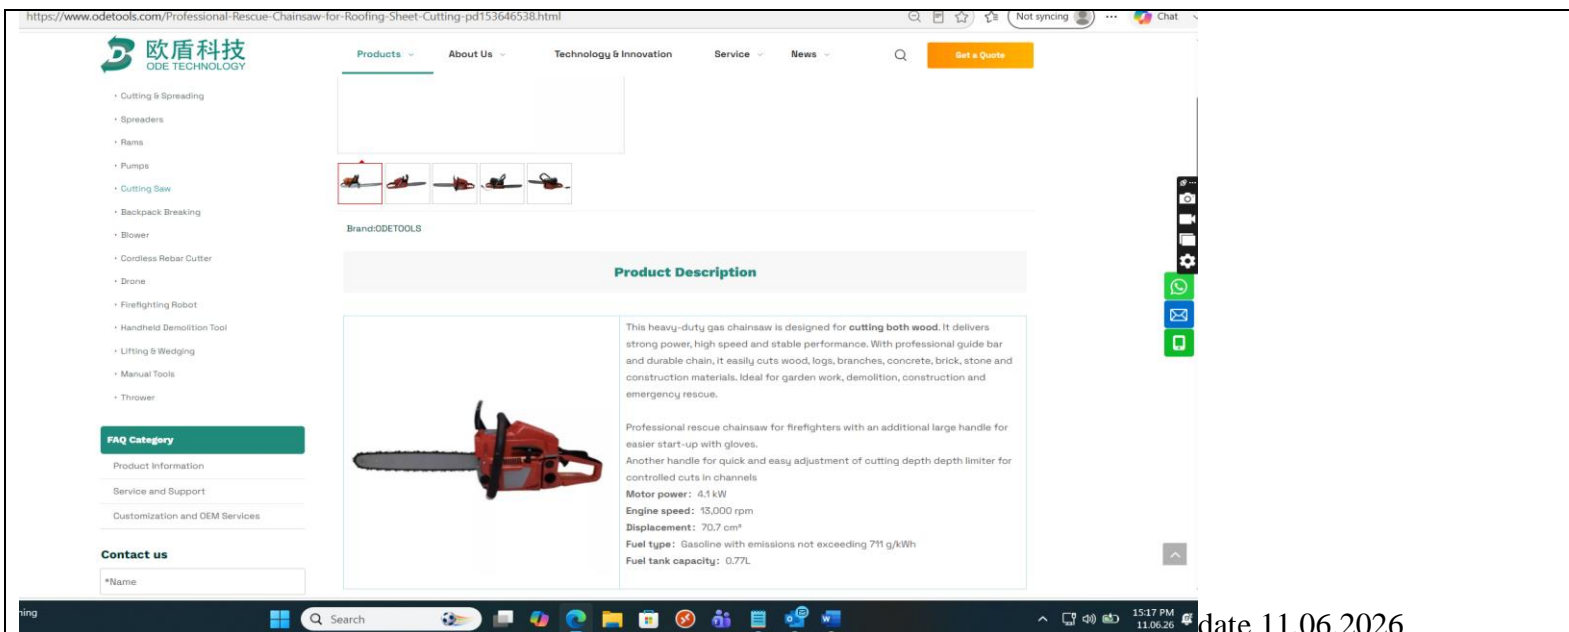 https://www.odetools.com/Professional-Rescue-Chainsaw-for-Roofing-Sheet-Cutting-pd153646538.html
Not syncing
Chat
欧盾科技
ODE TECHNOLOGY
Products
About Us
Technology & Innovation
Service
News
Get a Quote
Cutting & Spreading
Spreaders
Rams
Pumps
Cutting Saw
Backpack Breaking
Blower
Cordless Rebar Cutter
Drone
Firefighting Robot
Handheld Demolition Tool
Lifting & Wedging
Manual Tools
Thrower
FAQ Category
Product Information
Service and Support
Customization and OEM Services
Contact us
*Name
Brand:ODETOOLS
Product Description
This heavy-duty gas chainsaw is designed for cutting both wood. It delivers
strong power, high speed and stable performance. With professional guide bar
and durable chain, it easily cuts wood, logs, branches, concrete, brick, stone and
construction materials. Ideal for garden work, demolition, construction and
emergency rescue.
Professional rescue chainsaw for firefighters with an additional large handle for
easier start-up with gloves.
Another handle for quick and easy adjustment of cutting depth depth limiter for
controlled cuts in channels
Motor power: 4.1 kW
Engine speed: 13,000 rpm
Displacement: 70.7 cm³
Fuel type: Gasoline with emissions not exceeding 711 g/kWh
Fuel tank capacity: 0.77L
ning
Search
15:17 PM
11.06.26
date 11.06.2026